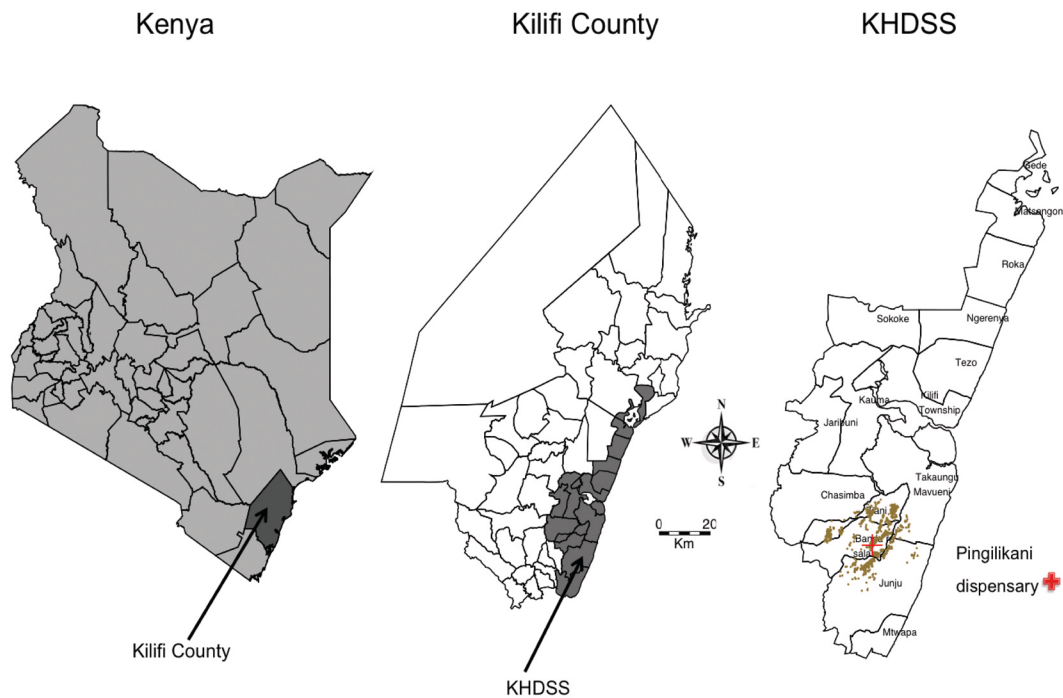 Kenya
Kilifi County
KHDSS
Gede
Matsangon
Roka
Sokoke
Ngerenya
Tezo
Kauma
Kilifi
Township
Jaribuni
Takaungu
Mavueni
Chasimba
Junju
Mtwapa
N
W E
S
0 20
Km
Pingilikani
dispensary
Kilifi County
KHDSS